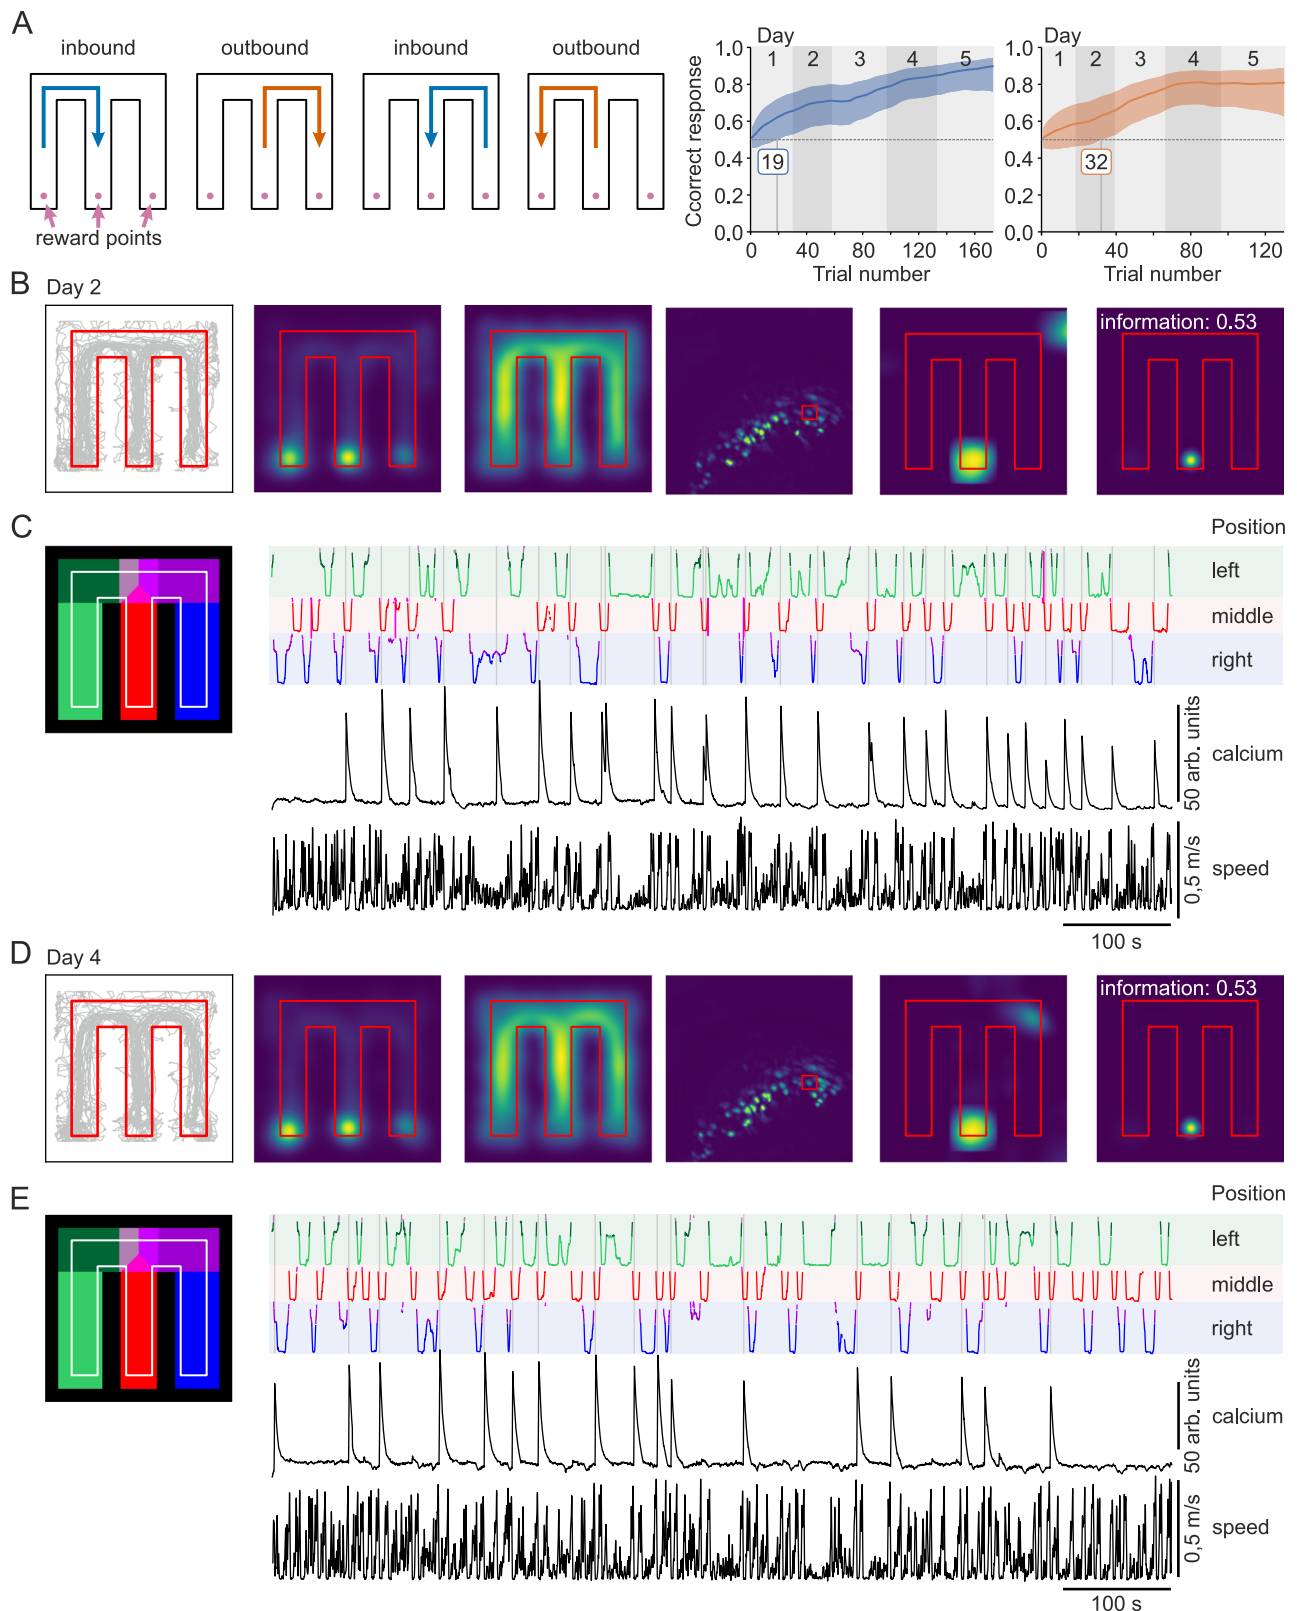 A
inbound
outbound
inbound
outbound
reward points
Day
1 2 3 4 5
1.0
0.8
0.6
0.4
0.2
0.0
Ccorrect response
19
0 40 80 120 160
Trial number
Day
1 2 3 4 5
1.0
0.8
0.6
0.4
0.2
0.0
32
0 40 80 120
Trial number
B Day 2
information: 0.53
C
Position
left
middle
right
calcium
50 arb. units
speed
0,5 m/s
100 s
D Day 4
information: 0.53
E
Position
left
middle
right
calcium
50 arb. units
speed
0,5 m/s
100 s